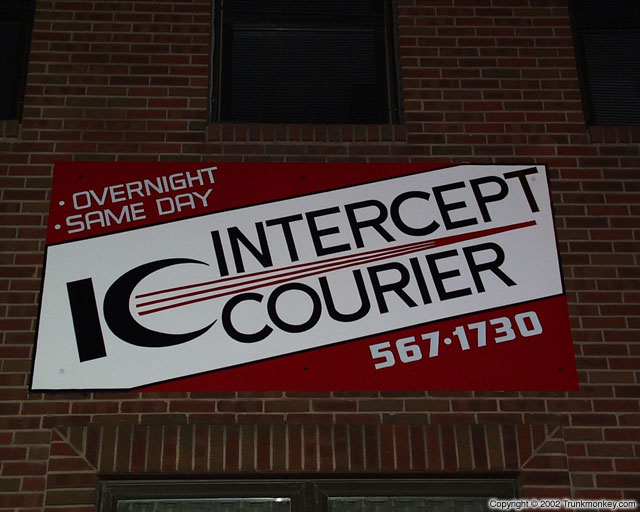 • OVERNIGHT
• SAME DAY
IC
INTERCEPT
COURIER
567•1730
Copyright © 2002 Trunkmonkey.com